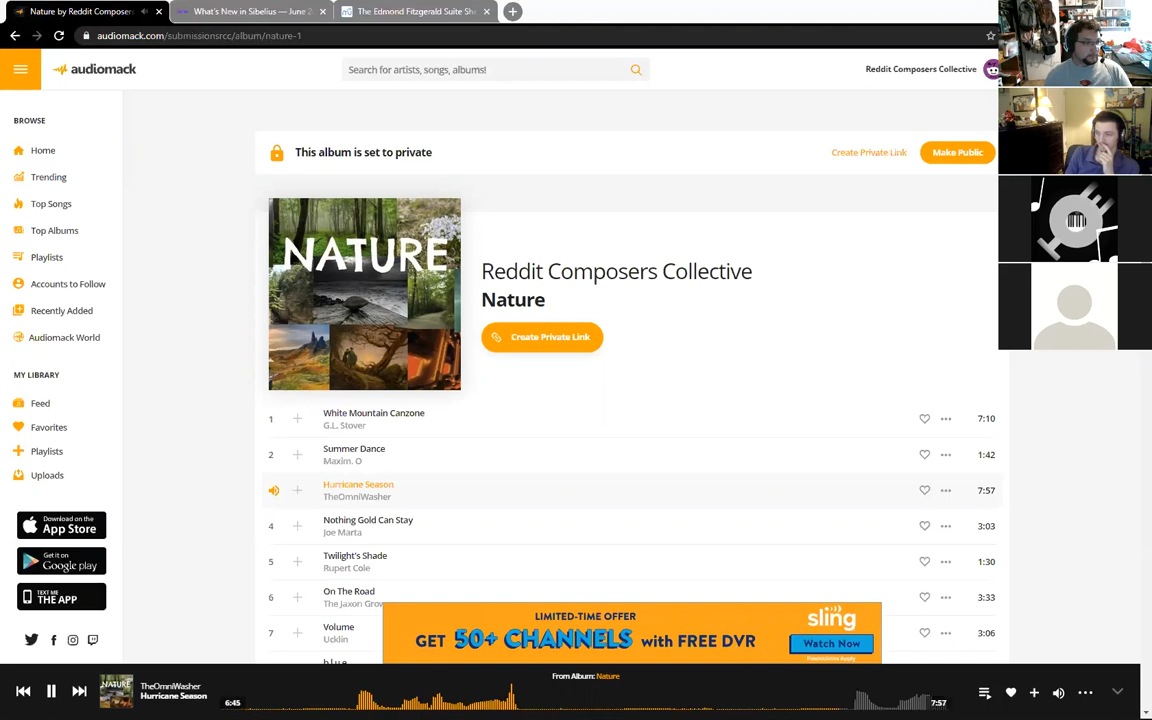 Nature by Reddit Composers
What's New in Sibelius — June 2
The Edmond Fitzgerald Suite She
audiomack.com/submissionsrcc/album/nature-1
audiomack
Search for artists, songs, albums!
Reddit Composers Collective
BROWSE
Home
Trending
Top Songs
Top Albums
Playlists
Accounts to Follow
Recently Added
Audiomack World
MY LIBRARY
Feed
Favorites
Playlists
Uploads
Download on the
App Store
Get it on
Google play
TEXT ME
THE APP
This album is set to private
Create Private Link
Make Public
NATURE
Reddit Composers Collective
Nature
Create Private Link
1 White Mountain Canzone 7:10
G.L. Stover
2 Summer Dance 1:42
Maxim. O
Hurricane Season 7:57
TheOmniWasher
4 Nothing Gold Can Stay 3:03
Joe Marta
5 Twilight's Shade 1:30
Rupert Cole
6 On The Road 3:33
The Jaxon Grov
7 Volume 3:06
Ucklin
blue
LIMITED-TIME OFFER
GET 50+ CHANNELS with FREE DVR
sling
Watch Now
NATURE
TheOmniWasher
Hurricane Season
6:45
From Album: Nature
7:57